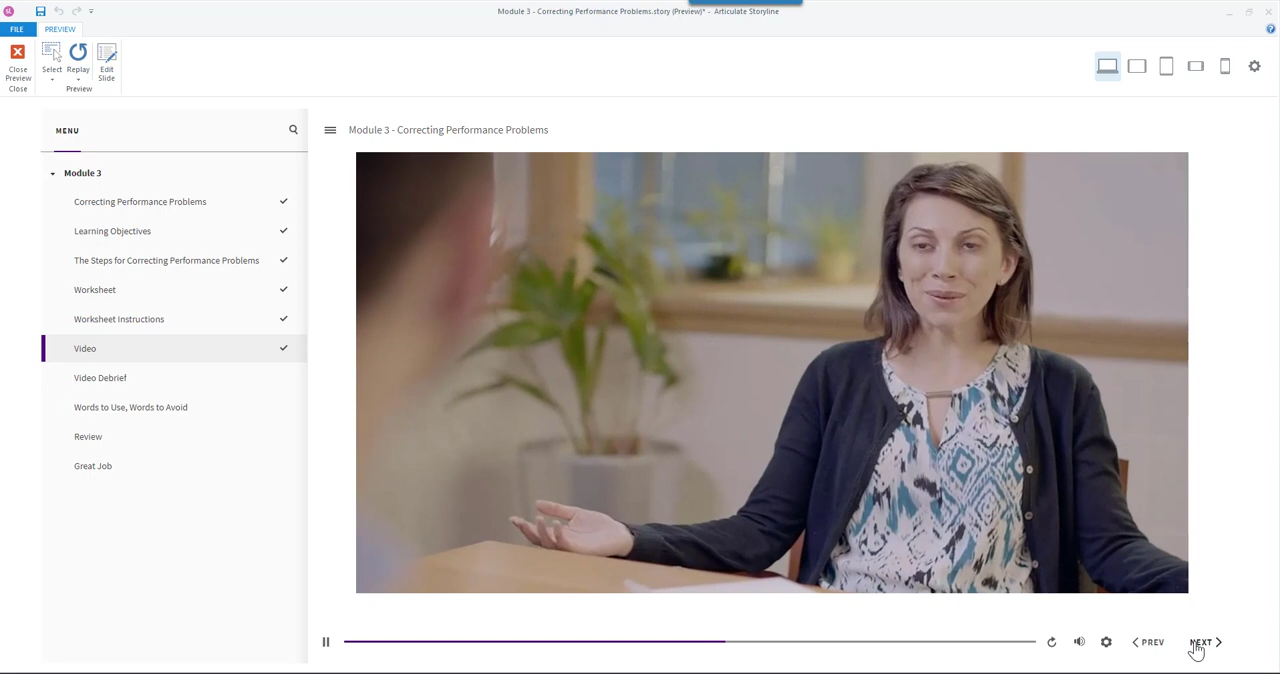 Module 3 - Correcting Performance Problems.story (Preview)* - Articulate Storyline
FILE
PREVIEW
Close Preview
Select
Replay
Edit Slide
Close
Preview
MENU
Module 3 - Correcting Performance Problems
Module 3
Correcting Performance Problems
Learning Objectives
The Steps for Correcting Performance Problems
Worksheet
Worksheet Instructions
Video
Video Debrief
Words to Use, Words to Avoid
Review
Great Job
PREV
NEXT